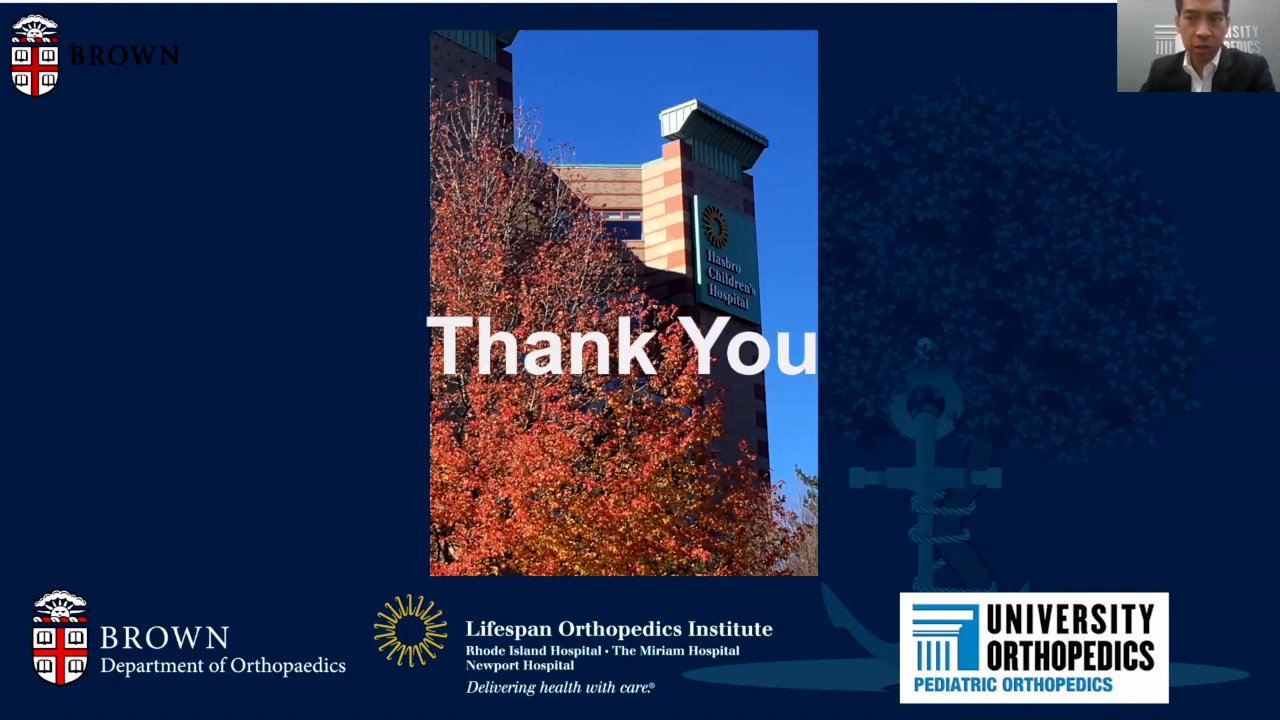 BROWN
Hasbro
Children's
Hospital
Thank You
BROWN
Department of Orthopaedics
Lifespan Orthopedics Institute
Rhode Island Hospital • The Miriam Hospital
Newport Hospital
Delivering health with care.®
UNIVERSITY
ORTHOPEDICS
PEDIATRIC ORTHOPEDICS